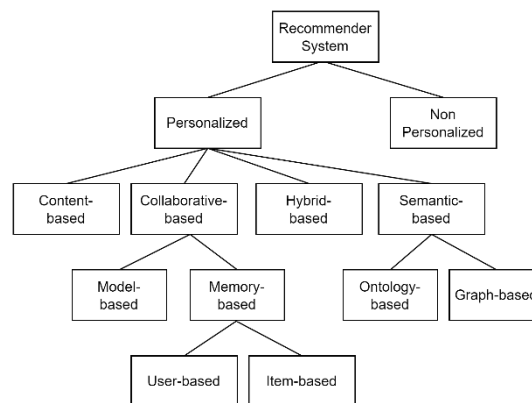 Recommender
System
Personalized
Non
Personalized
Content-
based
Collaborative-
based
Hybrid-
based
Semantic-
based
Model-
based
Memory-
based
Ontology-
based
Graph-based
User-based
Item-based